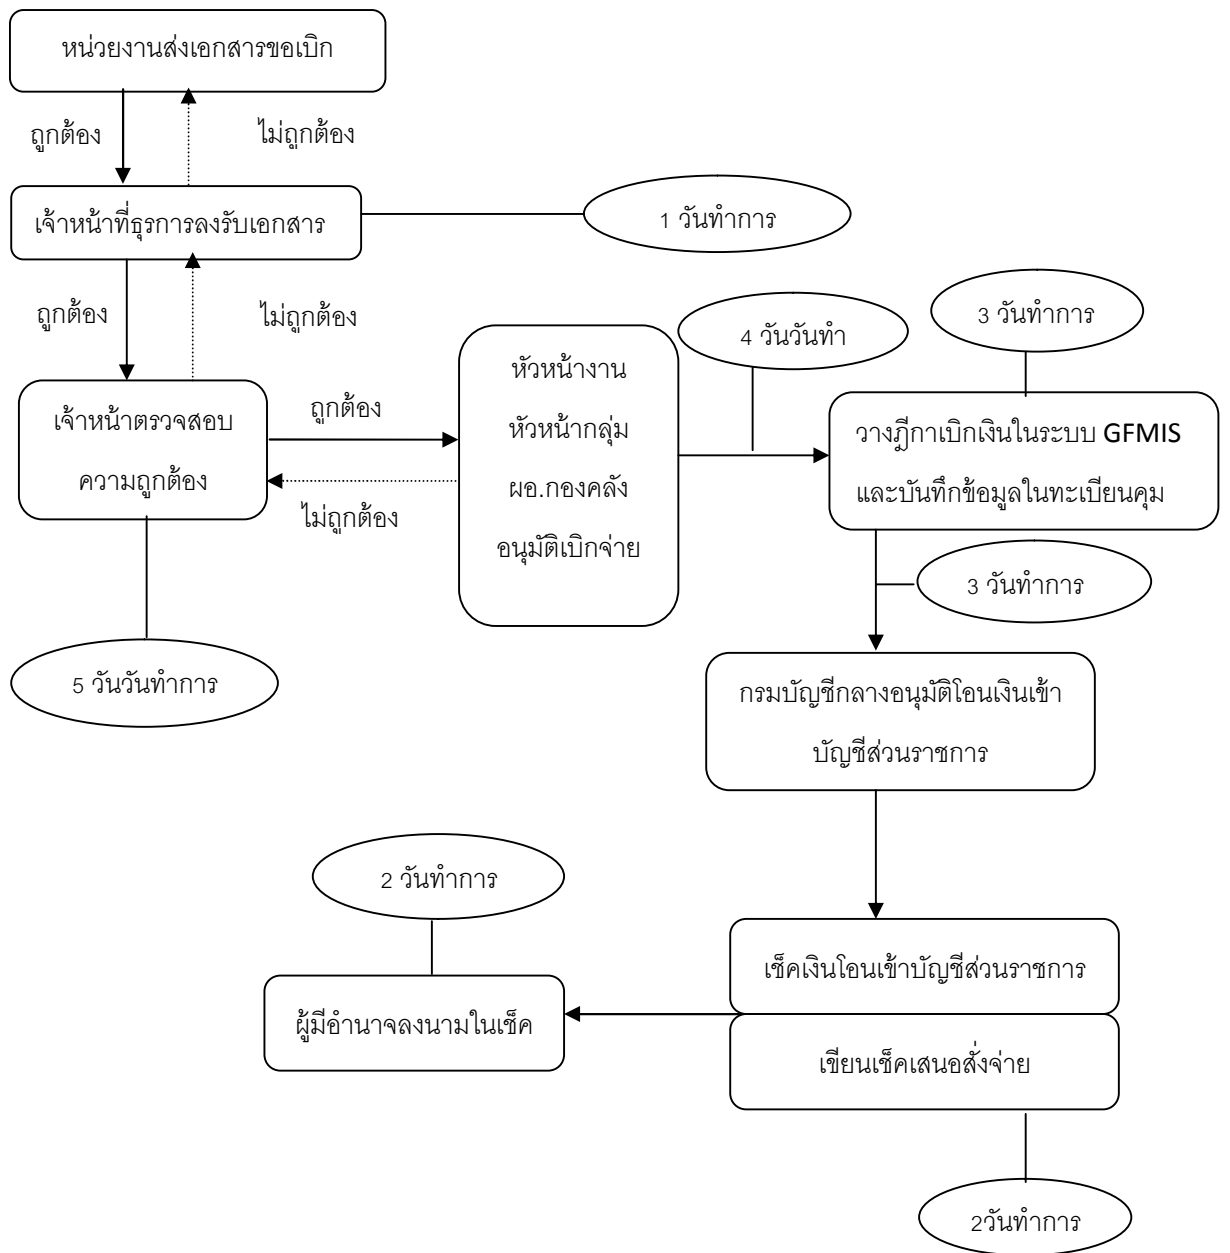 หน่วยงานส่งเอกสารขอเบิก
ถูกต้อง
ไม่ถูกต้อง
เจ้าหน้าที่ธุรการลงรับเอกสาร
1 วันทำการ
ถูกต้อง
ไม่ถูกต้อง
เจ้าหน้าตรวจสอบ
ความถูกต้อง
5 วันวันทำการ
ถูกต้อง
ไม่ถูกต้อง
หัวหน้างาน
หัวหน้ากลุ่ม
ผอ.กองคลัง
อนุมัติเบิกจ่าย
4 วันวันทำ
3 วันทำการ
วางฎีกาเบิกเงินในระบบ GFMIS
และบันทึกข้อมูลในทะเบียนคุม
3 วันทำการ
กรมบัญชีกลางอนุมัติโอนเงินเข้า
บัญชีส่วนราชการ
เช็คเงินโอนเข้าบัญชีส่วนราชการ
เขียนเช็คเสนอสั่งจ่าย
2วันทำการ
2 วันทำการ
ผู้มีอำนาจลงนามในเช็ค